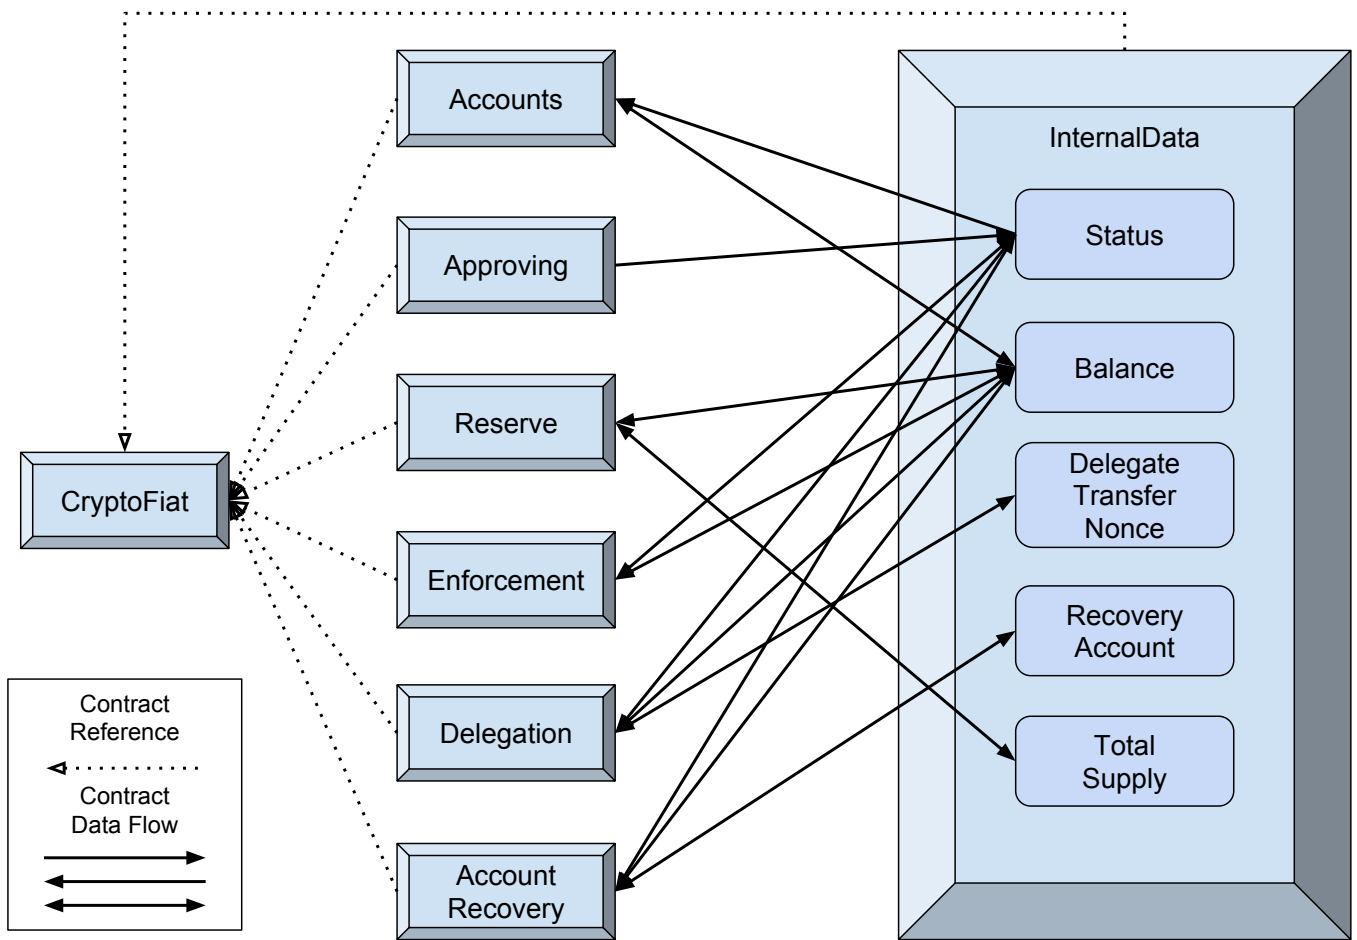 Accounts
InternalData
Status
Approving
Balance
Reserve
Delegate
Transfer
Nonce
CryptoFiat
Enforcement
Recovery
Account
Contract
Reference
Delegation
Total
Supply
Contract
Data Flow
Account
Recovery